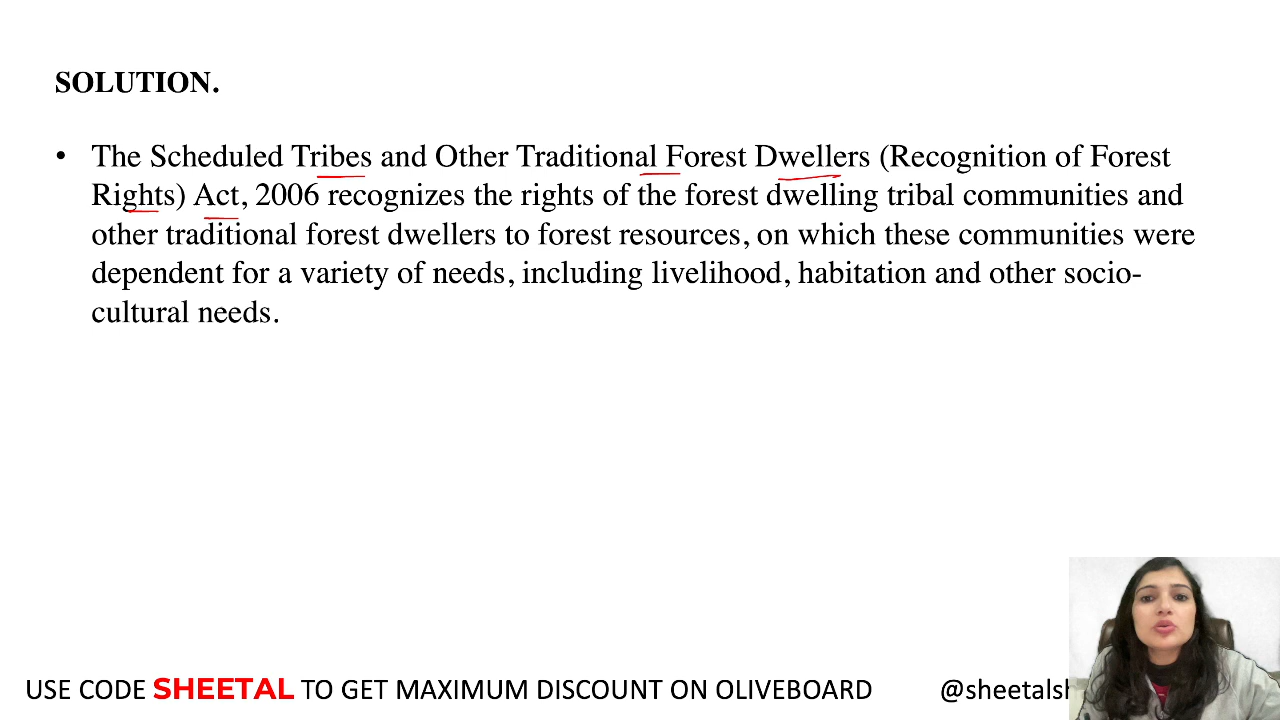 SOLUTION.
• The Scheduled Tribes and Other Traditional Forest Dwellers (Recognition of Forest
Rights) Act, 2006 recognizes the rights of the forest dwelling tribal communities and
other traditional forest dwellers to forest resources, on which these communities were
dependent for a variety of needs, including livelihood, habitation and other socio-
cultural needs.
USE CODE SHEETAL TO GET MAXIMUM DISCOUNT ON OLIVEBOARD